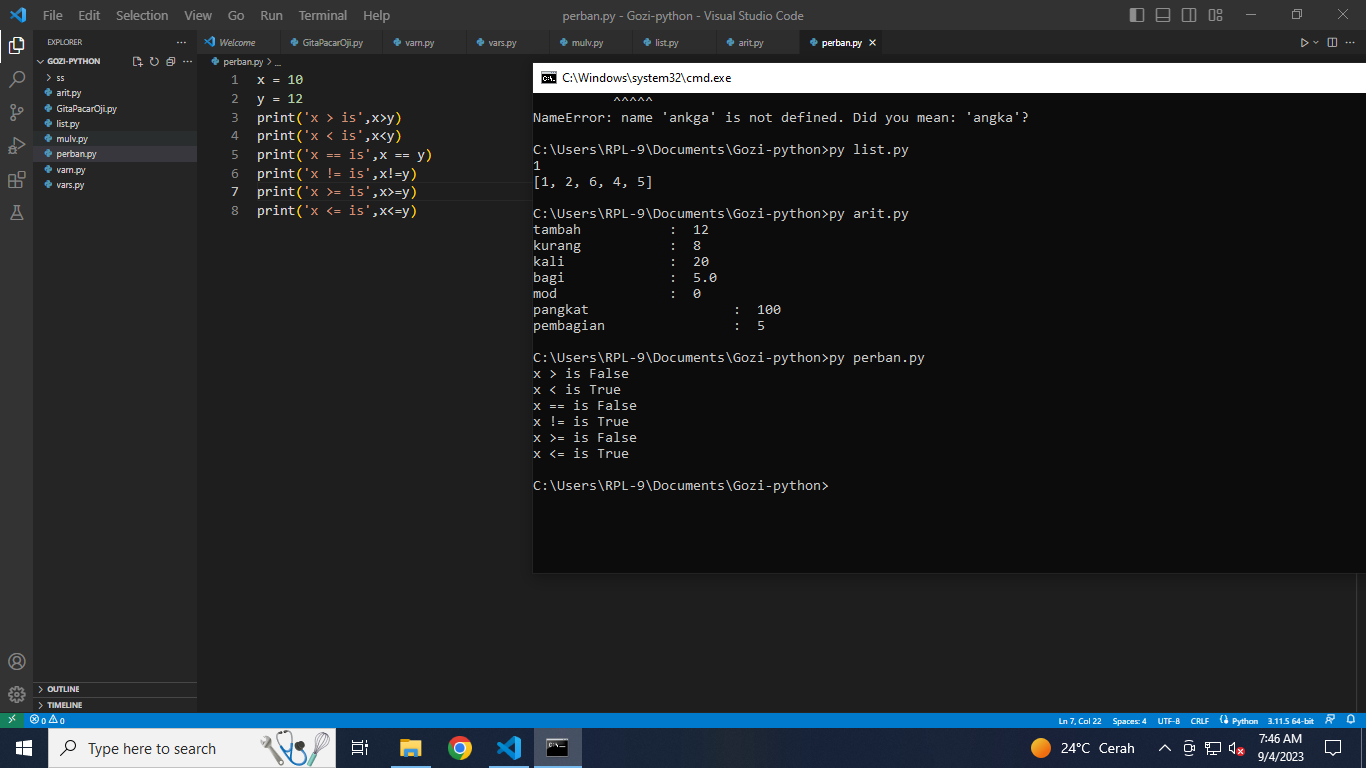 File Edit Selection View Go Run Terminal Help perban.py - Gozi-python - Visual Studio Code
EXPLORER ...
Welcome GitaPacarOji.py varn.py vars.py mulv.py list.py arit.py perban.py
GOZI-PYTHON
ss
arit.py
GitaPacarOji.py
list.py
mulv.py
perban.py
varn.py
vars.py
OUTLINE
TIMELINE
perban.py > ...
1 x = 10
2 y = 12
3 print('x > is',x>y)
4 print('x < is',x<y)
5 print('x == is',x == y)
6 print('x != is',x!=y)
7 print('x >= is',x>=y)
8 print('x <= is',x<=y)
C:\Windows\system32\cmd.exe
^^^^^
NameError: name 'ankga' is not defined. Did you mean: 'angka'?
C:\Users\RPL-9\Documents\Gozi-python>py list.py
1
[1, 2, 6, 4, 5]
C:\Users\RPL-9\Documents\Gozi-python>py arit.py
tambah : 12
kurang : 8
kali : 20
bagi : 5.0
mod : 0
pangkat : 100
pembagian : 5
C:\Users\RPL-9\Documents\Gozi-python>py perban.py
x > is False
x < is True
x == is False
x != is True
x >= is False
x <= is True
C:\Users\RPL-9\Documents\Gozi-python>
0 0 Ln 7, Col 22 Spaces: 4 UTF-8 CRLF Python 3.11.5 64-bit
Type here to search 24°C Cerah 7:46 AM
9/4/2023